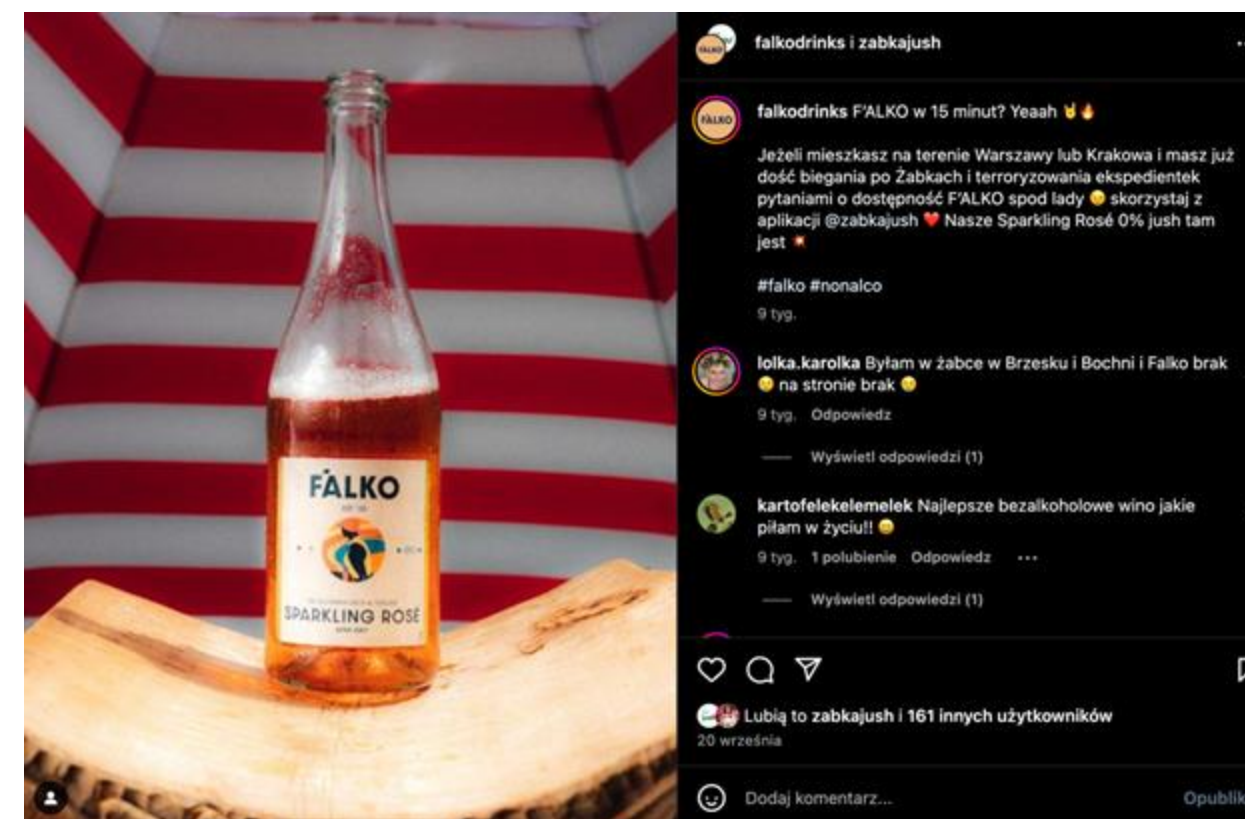 falkodrinks i zabkajush
falkodrinks F'ALKO w 15 minut? Yeaah 🤘🔥
Jeżeli mieszkasz na terenie Warszawy lub Krakowa i masz już
dość biegania po Żabkach i terroryzowania ekspedientek
pytaniami o dostępność F'ALKO spod lady 😉 skorzystaj z
aplikacji @zabkajush ❤️ Nasze Sparkling Rosé 0% jush tam
jest 💥
#falko #nonalco
9 tyg.
lolka.karolka Byłam w żabce w Brzesku i Bochni i Falko brak
na stronie brak
9 tyg. Odpowiedz
Wyświetl odpowiedzi (1)
kartofelekelemelek Najlepsze bezalkoholowe wino jakie
piłam w życiu!!
9 tyg. 1 polubienie Odpowiedz
Wyświetl odpowiedzi (1)
Lubią to zabkajush i 161 innych użytkowników
20 września
Dodaj komentarz...
Opublik
F'ALKO
SPARKLING ROSÉ